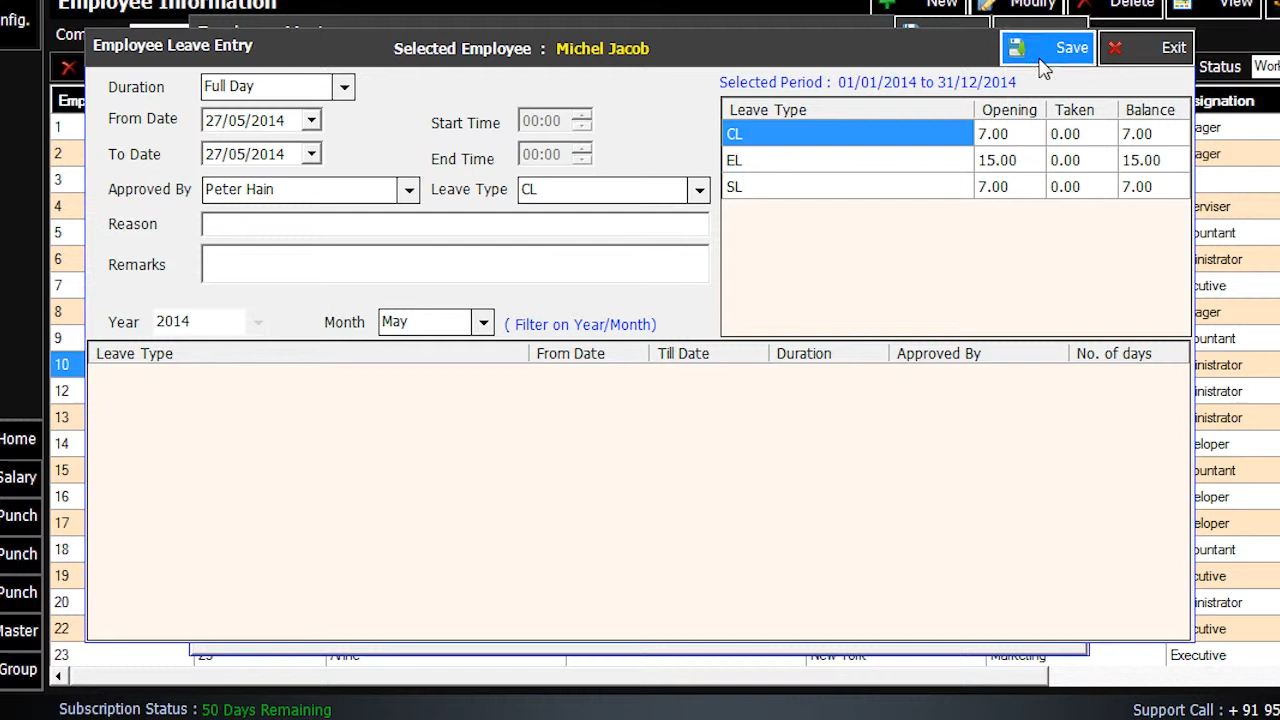 Employee Information
New
Modify
Delete
View
nfig.
Com
Employee Leave Entry
Selected Employee : Michel Jacob
Save
Exit
Status
Duration
Full Day
Selected Period : 01/01/2014 to 31/12/2014
From Date
27/05/2014
Start Time
00:00
To Date
27/05/2014
End Time
00:00
Approved By
Peter Hain
Leave Type
CL
Reason
Remarks
Leave Type Opening Taken Balance
CL 7.00 0.00 7.00
EL 15.00 0.00 15.00
SL 7.00 0.00 7.00
Year
2014
Month
May
( Filter on Year/Month)
Leave Type From Date Till Date Duration Approved By No. of days
Emp
1
2
3
4
5
6
7
8
9
10
12
13
14
15
16
17
18
19
20
22
23
signation
ager
ager
erviser
ountant
inistrator
cutive
ager
ountant
inistrator
inistrator
inistrator
eloper
ountant
eloper
eloper
ountant
cutive
inistrator
cutive
Executive
New York
Marketing
Home
Salary
Punch
Punch
Punch
Master
Group
Subscription Status : 50 Days Remaining
Support Call : + 91 95